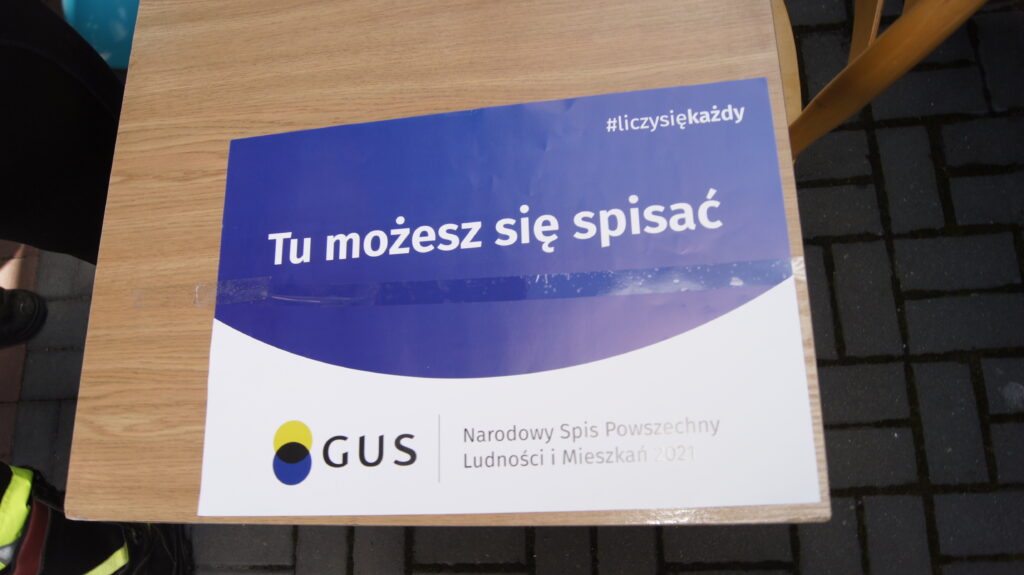 #liczysiękażdy
Tu możesz się spisać
GUS
Narodowy Spis Powszechny
Ludności i Mieszkań 2021